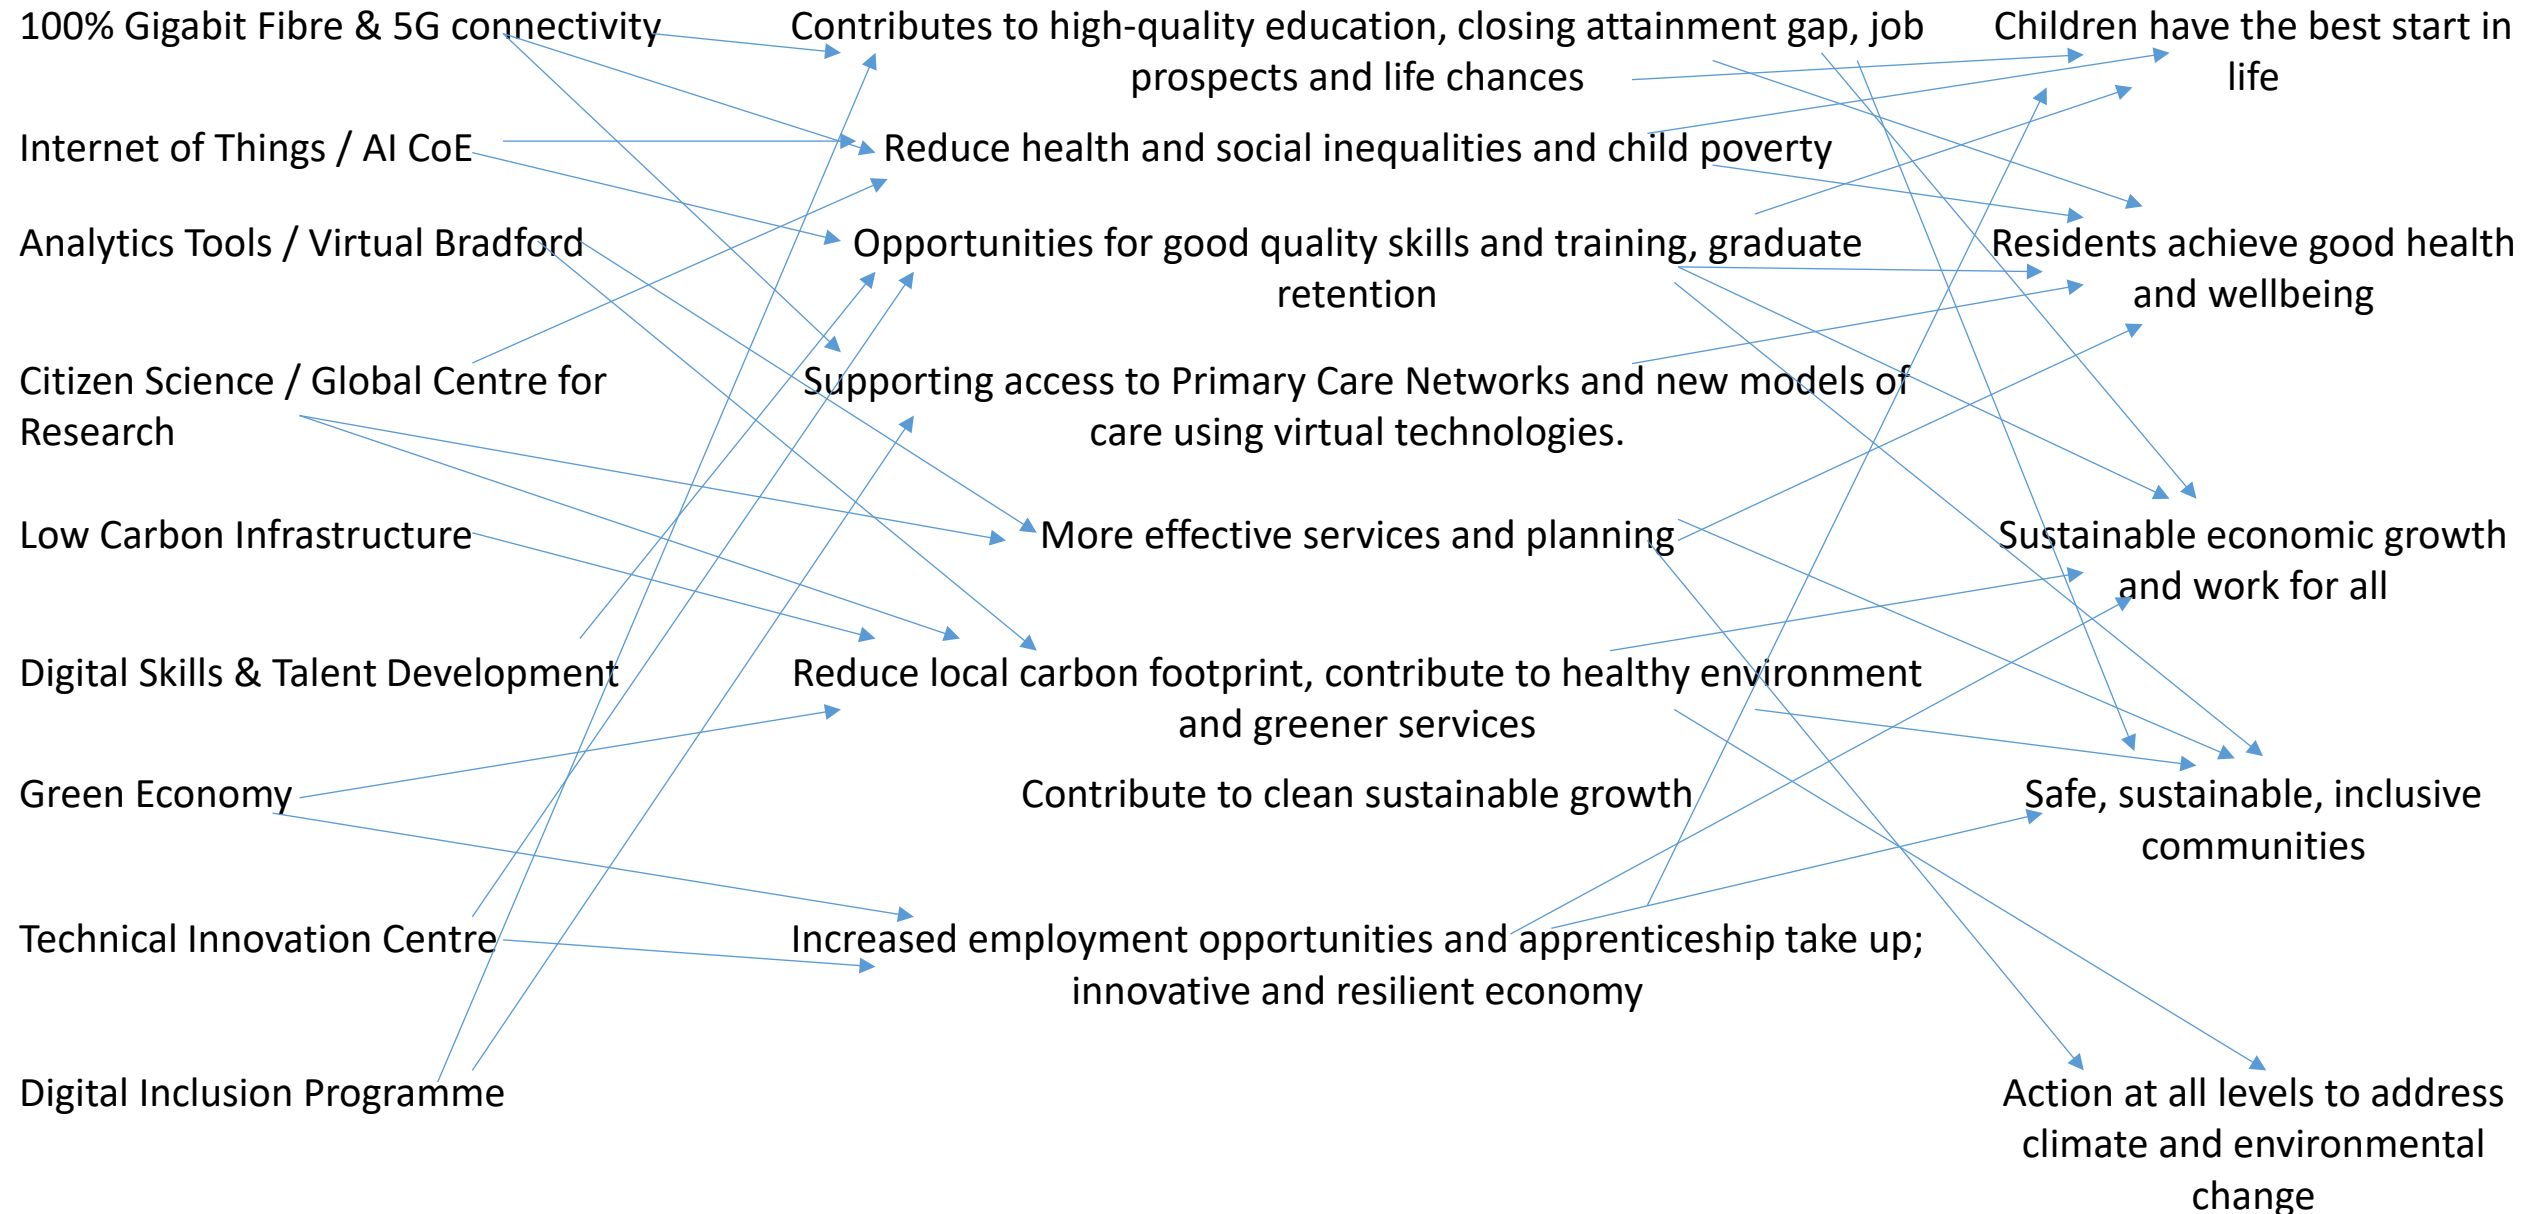 100% Gigabit Fibre & 5G connectivity
Internet of Things / AI CoE
Analytics Tools / Virtual Bradford
Citizen Science / Global Centre for
Research
Low Carbon Infrastructure
Digital Skills & Talent Development
Green Economy
Technical Innovation Centre
Digital Inclusion Programme
Contributes to high-quality education, closing attainment gap, job
prospects and life chances
Reduce health and social inequalities and child poverty
Opportunities for good quality skills and training, graduate
retention
Supporting access to Primary Care Networks and new models of
care using virtual technologies.
More effective services and planning
Reduce local carbon footprint, contribute to healthy environment
and greener services
Contribute to clean sustainable growth
Increased employment opportunities and apprenticeship take up;
innovative and resilient economy
Children have the best start in
life
Residents achieve good health
and wellbeing
Sustainable economic growth
and work for all
Safe, sustainable, inclusive
communities
Action at all levels to address
climate and environmental
change